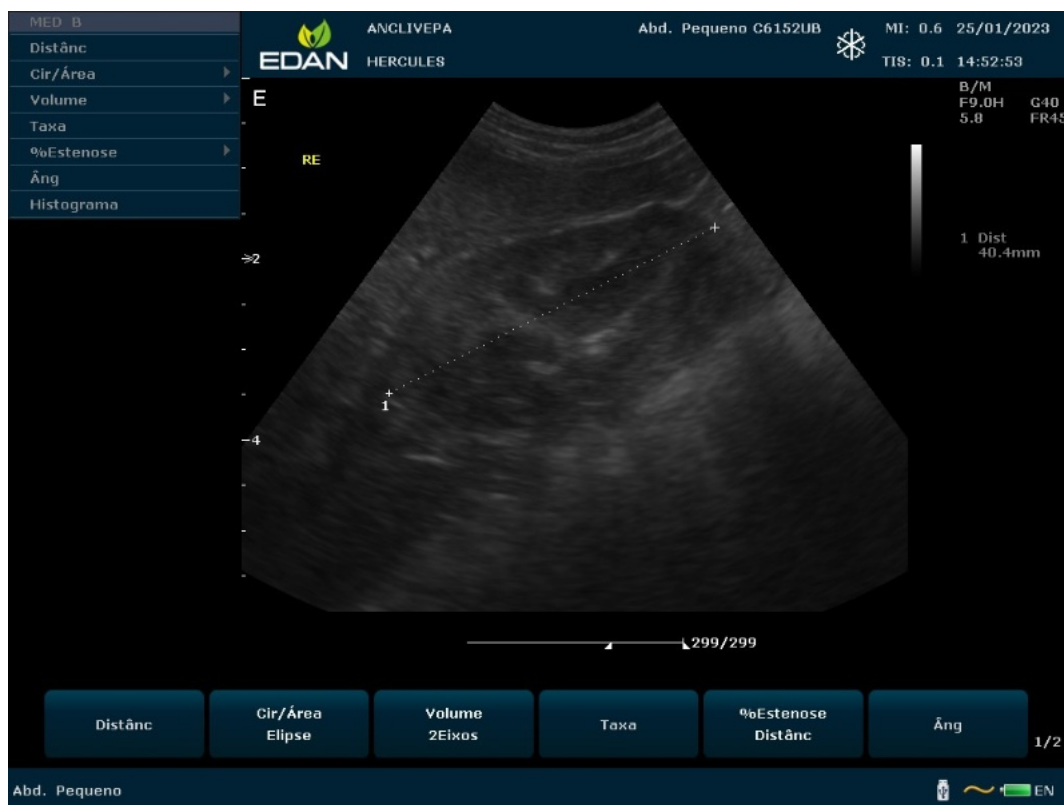 MED B
Distânc
Cir/Área
Volume
Taxa
%Estenose
Âng
Histograma
EDAN
ANCLIVEPA
HERCULES
Abd. Pequeno C6152UB
MI: 0.6 25/01/2023
TIS: 0.1 14:52:53
B/M
F9.0H G40
5.8 FR45
E
RE
1 Dist
40.4mm
2
1
4
299/299
Distânc
Cir/Área
Elipse
Volume
2Eixos
Taxa
%Estenose
Distânc
Âng
1/2
Abd. Pequeno
EN